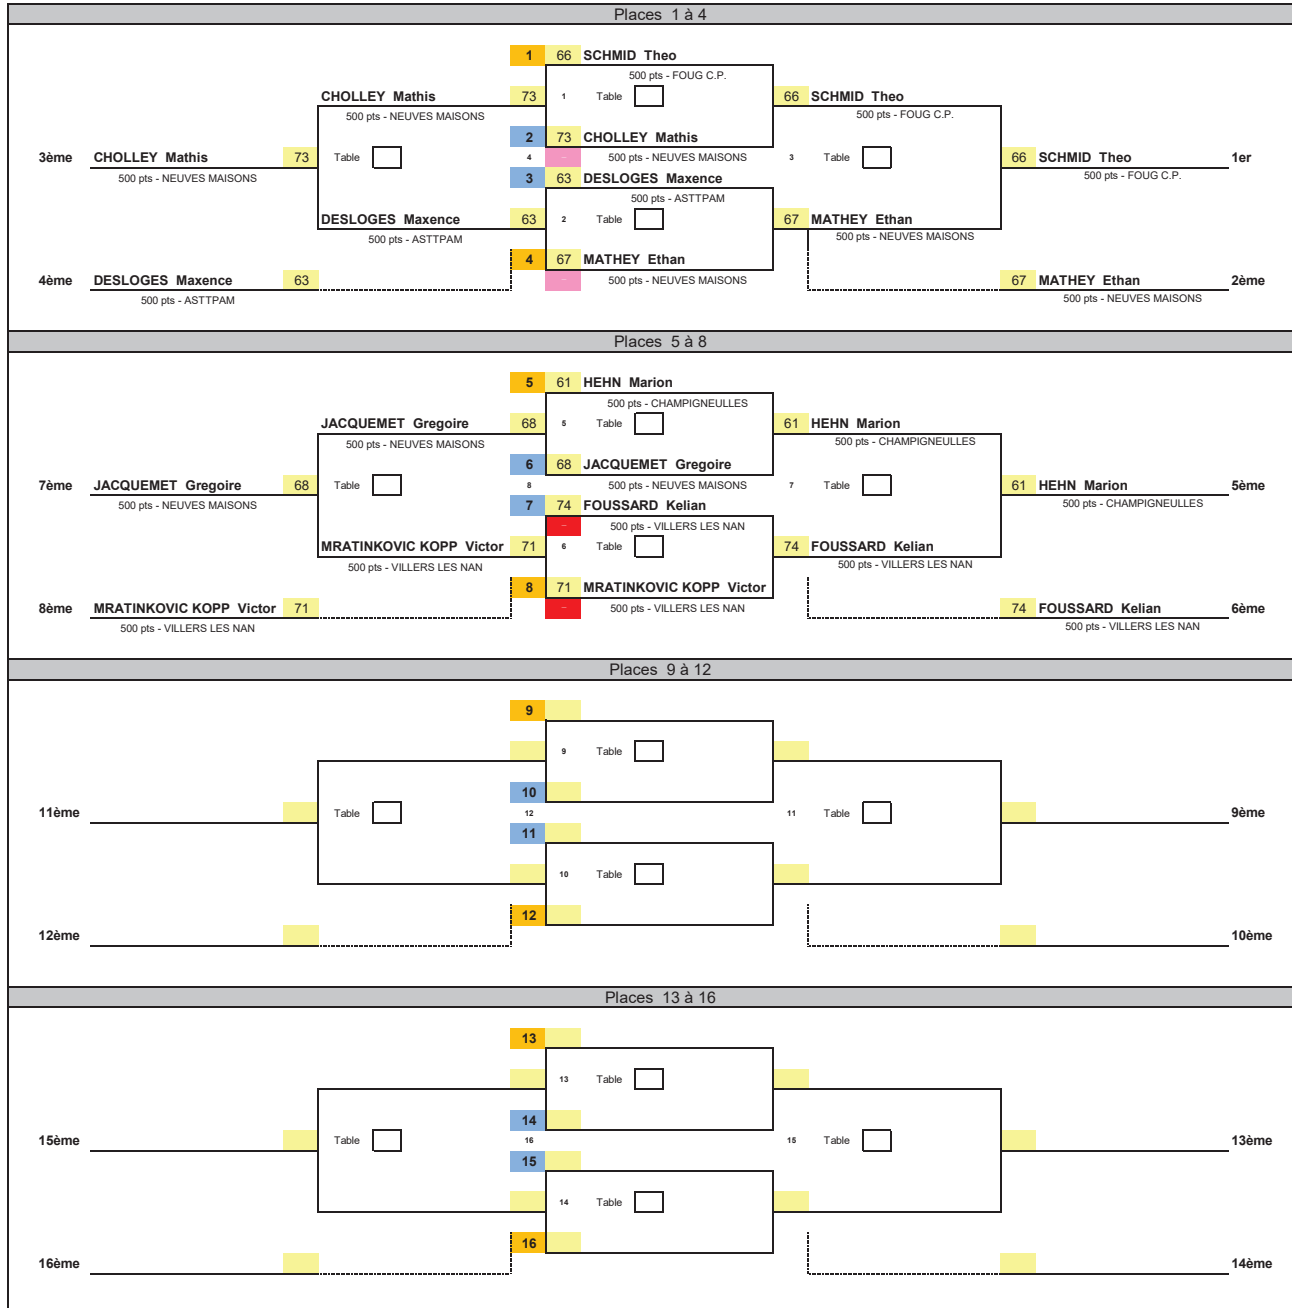 Places 1 à 4
1 66 SCHMID Theo
500 pts - FOUG C.P.
CHOLLEY Mathis 73 1 Table 66 SCHMID Theo
500 pts - NEUVES MAISONS 500 pts - FOUG C.P.
2 73 CHOLLEY Mathis
3ème CHOLLEY Mathis 73 Table 4 500 pts - NEUVES MAISONS 3 Table 66 SCHMID Theo 1er
500 pts - NEUVES MAISONS 3 63 DESLOGES Maxence 500 pts - FOUG C.P.
500 pts - ASTTPAM
DESLOGES Maxence 63 2 Table 67 MATHEY Ethan
500 pts - ASTTPAM 500 pts - NEUVES MAISONS
4 67 MATHEY Ethan
4ème DESLOGES Maxence 63 500 pts - NEUVES MAISONS 67 MATHEY Ethan 2ème
500 pts - ASTTPAM 500 pts - NEUVES MAISONS
Places 5 à 8
5 61 HEHN Marion
500 pts - CHAMPIGNEULLES
JACQUEMET Gregoire 68 5 Table 61 HEHN Marion
500 pts - NEUVES MAISONS 500 pts - CHAMPIGNEULLES
6 68 JACQUEMET Gregoire
7ème JACQUEMET Gregoire 68 Table 8 500 pts - NEUVES MAISONS 7 Table 61 HEHN Marion 5ème
500 pts - NEUVES MAISONS 7 74 FOUSSARD Kelian 500 pts - CHAMPIGNEULLES
500 pts - VILLERS LES NAN
MRATINKOVIC KOPP Victor 71 6 Table 74 FOUSSARD Kelian
500 pts - VILLERS LES NAN 500 pts - VILLERS LES NAN
8 71 MRATINKOVIC KOPP Victor
8ème MRATINKOVIC KOPP Victor 71 500 pts - VILLERS LES NAN 74 FOUSSARD Kelian 6ème
500 pts - VILLERS LES NAN 500 pts - VILLERS LES NAN
Places 9 à 12
9
9 Table
10
11ème Table 12 11 Table 9ème
11
10 Table
12
12ème 10ème
Places 13 à 16
13
13 Table
14
15ème Table 16 15 Table 13ème
15
14 Table
16
16ème 14ème